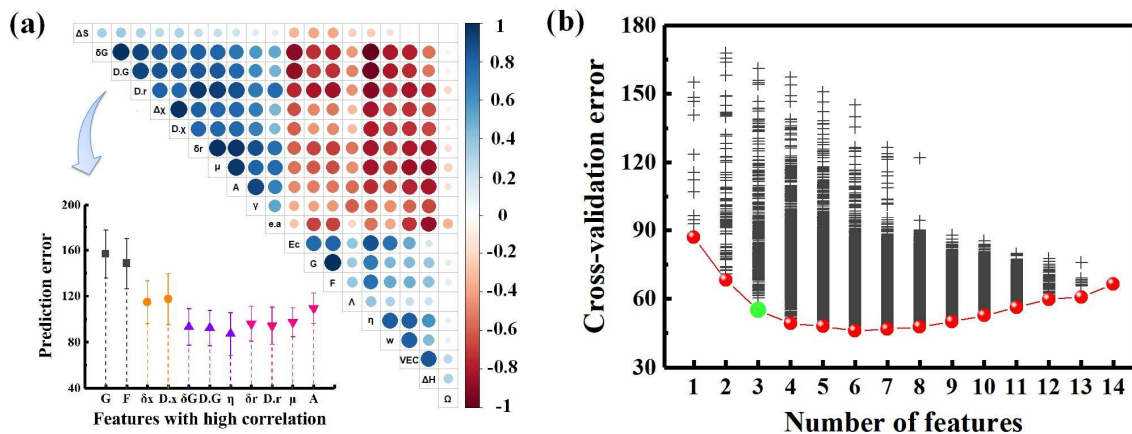 (a)
ΔS
δG
D.G
D.r
Δχ
D.χ
δr
μ
A
γ
e.a
Ec
G
F
Λ
η
w
VEC
ΔH
Ω
1
0.8
0.6
0.4
0.2
0
-0.2
-0.4
-0.6
-0.8
-1
Prediction error
200
160
120
80
40
G F δx D.x δG D.G η δr D.r μ A
Features with high correlation
(b)
Cross-validation error
180
150
120
90
60
30
1 2 3 4 5 6 7 8 9 10 11 12 13 14
Number of features